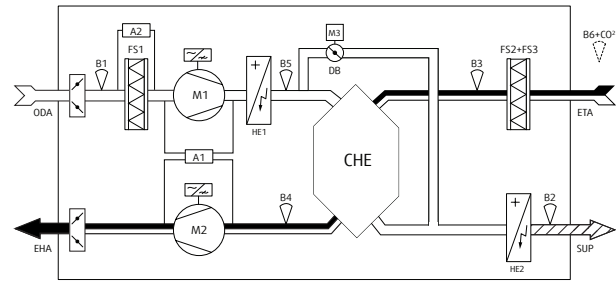 A2
M3
B6+CO²
B1
FS1
B5
DB
B3
FS2+FS3
M1
ODA
HE1
ETA
A1
CHE
B4
B2
M2
EHA
HE2
SUP